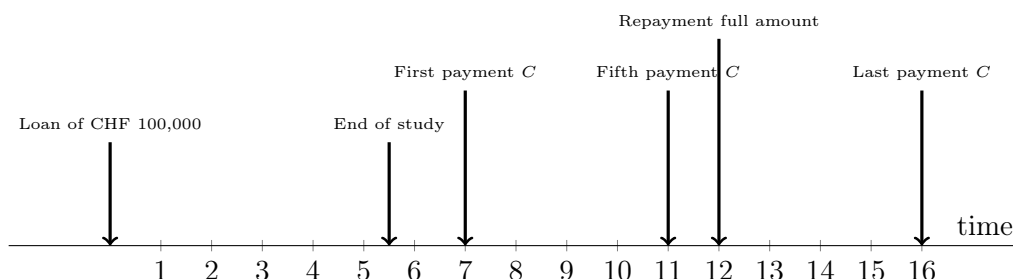 Repayment full amount
First payment C
Fifth payment C
Last payment C
Loan of CHF 100,000
End of study
time
1 2 3 4 5 6 7 8 9 10 11 12 13 14 15 16